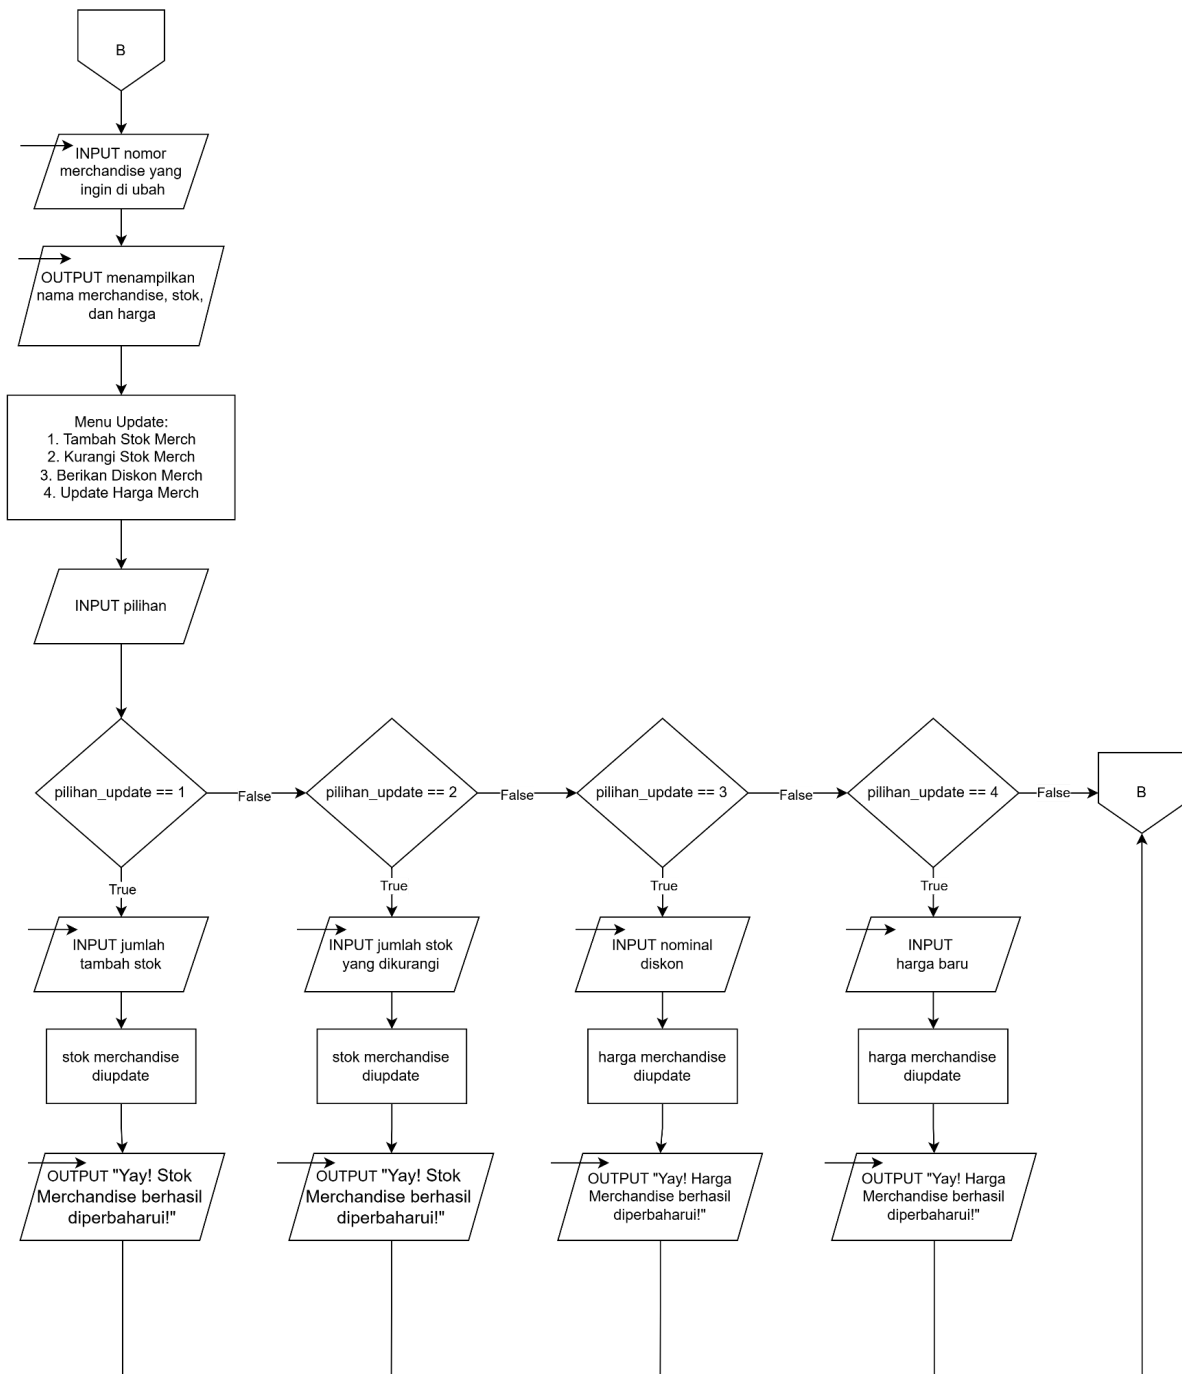 B
INPUT nomor
merchandise yang
ingin di ubah
OUTPUT menampilkan
nama merchandise, stok,
dan harga
Menu Update:
1. Tambah Stok Merch
2. Kurangi Stok Merch
3. Berikan Diskon Merch
4. Update Harga Merch
INPUT pilihan
pilihan_update == 1
False
pilihan_update == 2
False
pilihan_update == 3
False
pilihan_update == 4
False
B
True
True
True
True
INPUT jumlah
tambah stok
INPUT jumlah stok
yang dikurangi
INPUT nominal
diskon
INPUT
harga baru
stok merchandise
diupdate
stok merchandise
diupdate
harga merchandise
diupdate
harga merchandise
diupdate
OUTPUT "Yay! Stok
Merchandise berhasil
diperbaharui!"
OUTPUT "Yay! Stok
Merchandise berhasil
diperbaharui!"
OUTPUT "Yay! Harga
Merchandise berhasil
diperbaharui!"
OUTPUT "Yay! Harga
Merchandise berhasil
diperbaharui!"